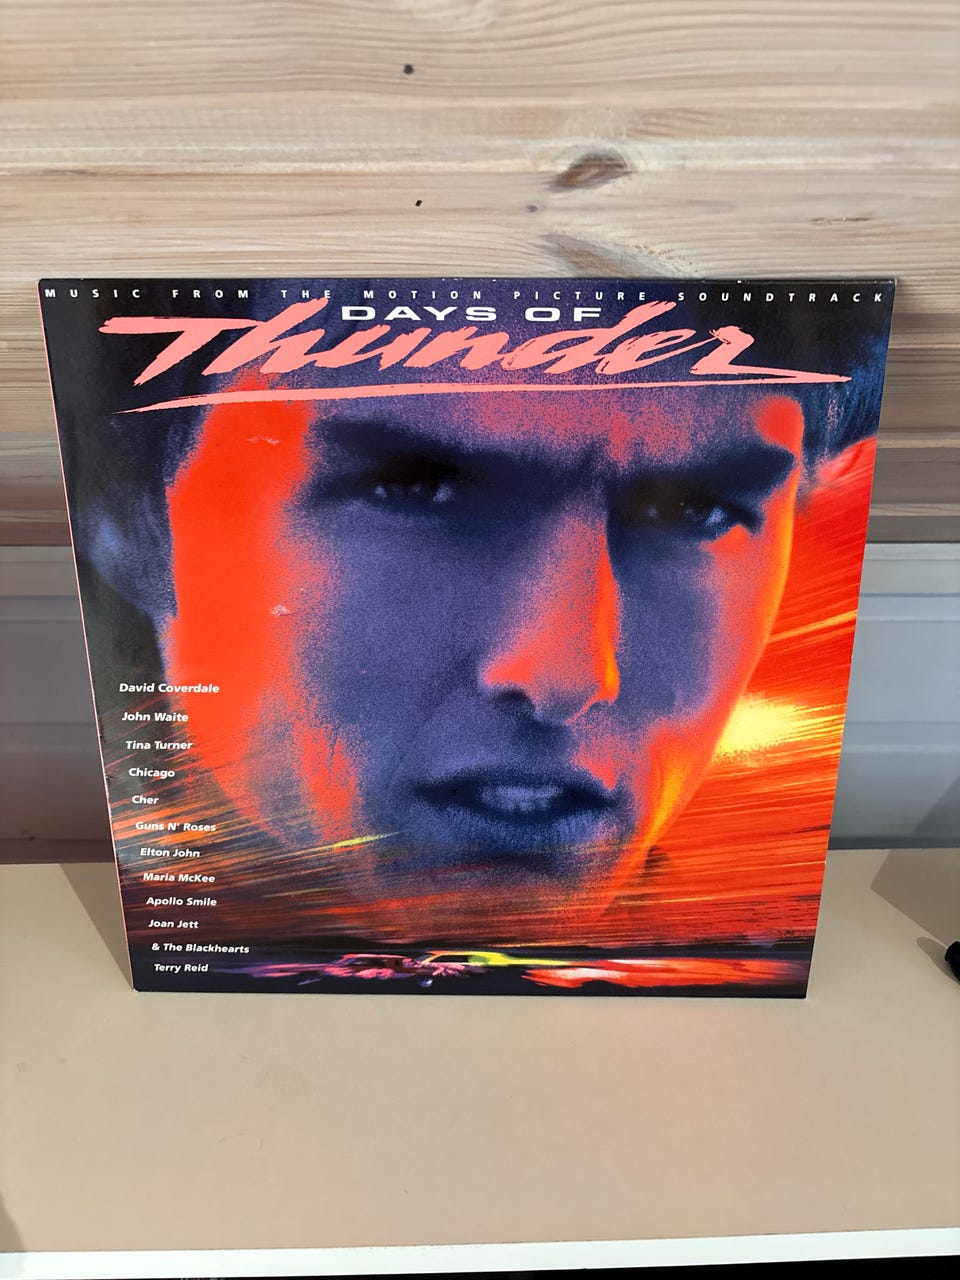 MUSIC FROM THE MOTION PICTURE SOUNDTRACK
DAYS OF
Thunder
David Coverdale
John Waite
Tina Turner
Chicago
Cher
Guns N' Roses
Elton John
Maria McKee
Apollo Smile
Joan Jett
& The Blackhearts
Terry Reid